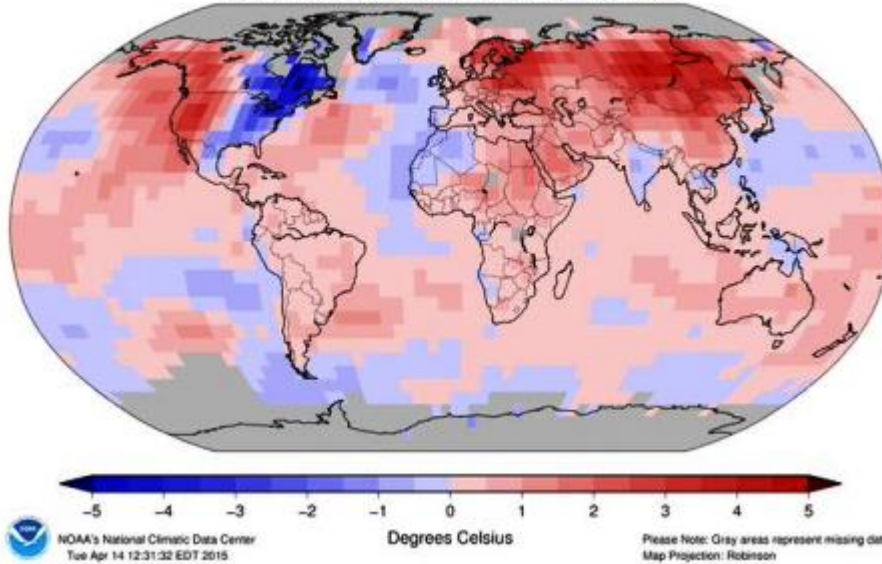 −5 −4 −3 −2 −1 0 1 2 3 4 5
Degrees Celsius
NOAA's National Climatic Data Center
Tue Apr 14 12:31:32 EDT 2015
Please Note: Gray areas represent missing dat
Map Projection: Robinson